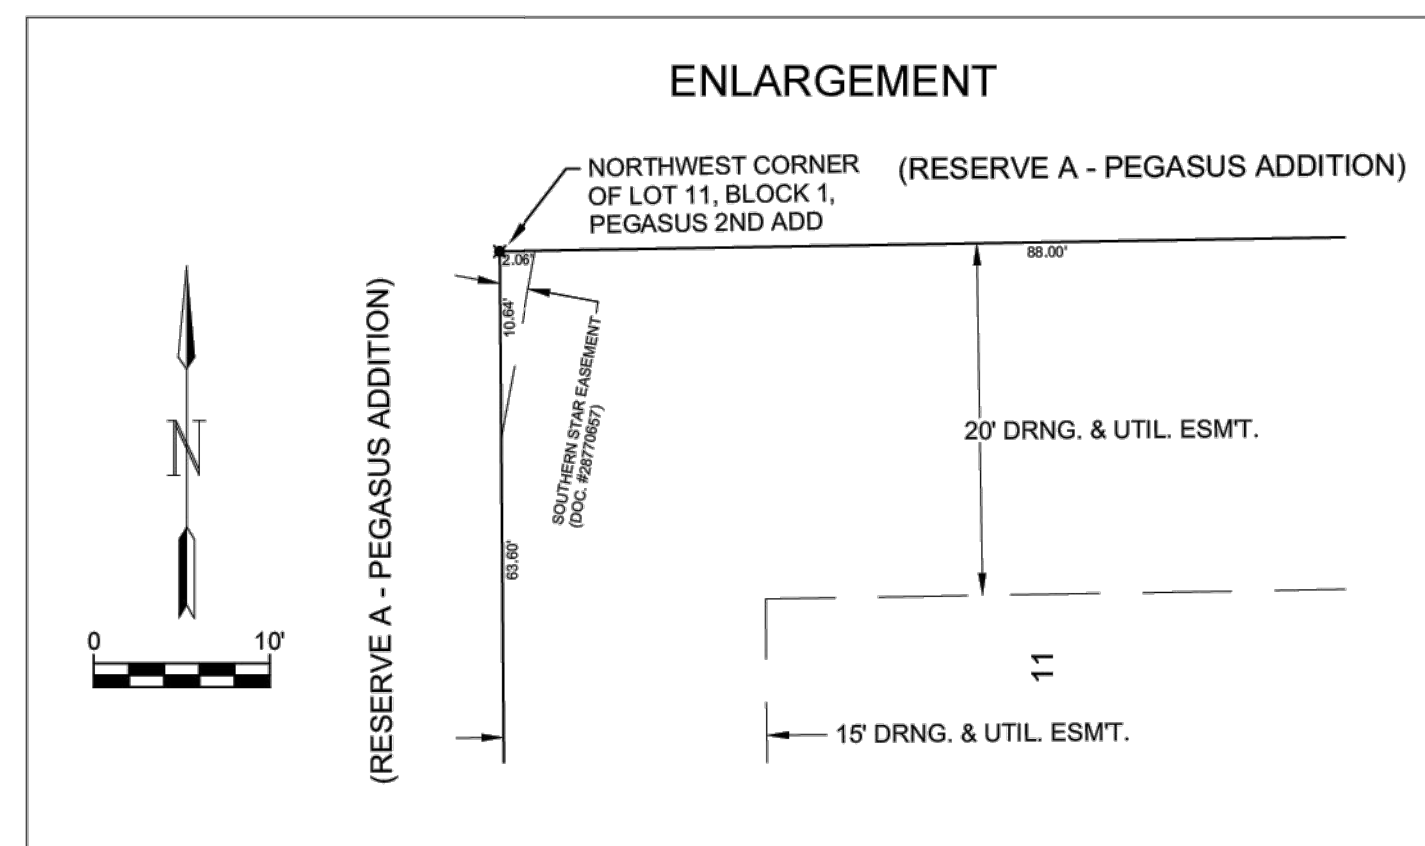 ENLARGEMENT
NORTHWEST CORNER
OF LOT 11, BLOCK 1,
PEGASUS 2ND ADD
(RESERVE A - PEGASUS ADDITION)
2.06'
88.00'
10.64'
SOUTHERN STAR EASEMENT
(DOC. #28770657)
(RESERVE A - PEGASUS ADDITION)
N
20' DRNG. & UTIL. ESM'T.
63.60'
0 10'
11
15' DRNG. & UTIL. ESM'T.